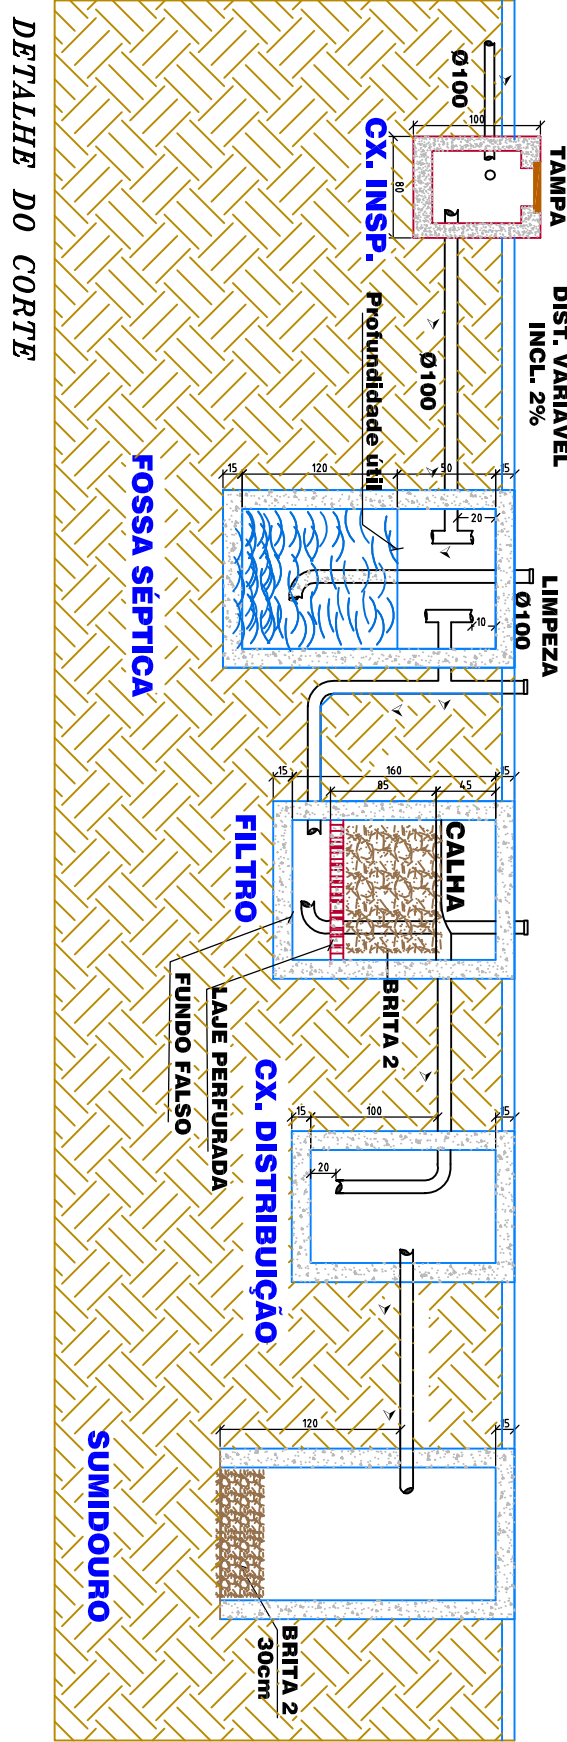 TAMPA
DIST. VARIAVEL
INCL. 2%
LIMPEZA
Ø100
Ø100
100
80
CX. INSP.
Ø100
Profundidade útil
15
120
50
15
20
10
FOSSA SÉPTICA
15
160
15
85
45
CALHA
FILTRO
BRITA 2
LAJE PERFURADA
FUNDO FALSO
15
100
15
20
CX. DISTRIBUIÇÃO
120
15
SUMIDOURO
BRITA 2
30cm
DETALHE DO CORTE